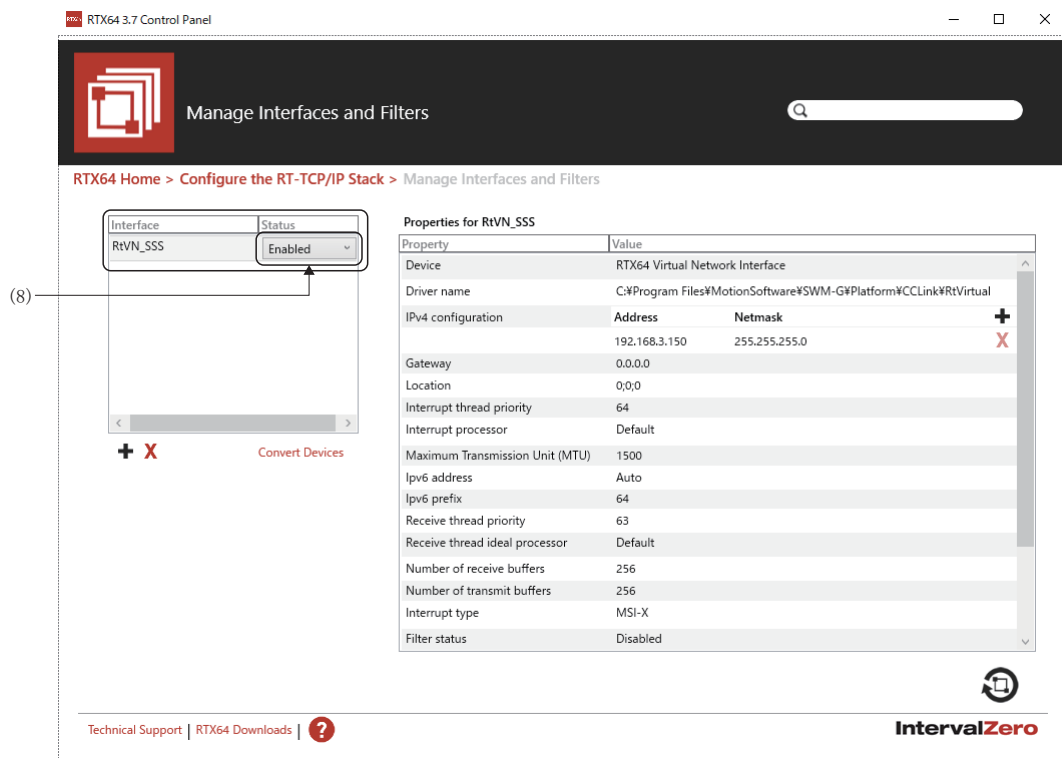 RTX64 3.7 Control Panel
Manage Interfaces and Filters
RTX64 Home > Configure the RT-TCP/IP Stack > Manage Interfaces and Filters
Interface Status
RtVN_SSS Enabled
(8)
+ X Convert Devices
Properties for RtVN_SSS
Property Value
Device RTX64 Virtual Network Interface
Driver name C:¥Program Files¥MotionSoftware¥SWM-G¥Platform¥CCLink¥RtVirtual
IPv4 configuration Address Netmask +
192.168.3.150 255.255.255.0 X
Gateway 0.0.0.0
Location 0;0;0
Interrupt thread priority 64
Interrupt processor Default
Maximum Transmission Unit (MTU) 1500
Ipv6 address Auto
Ipv6 prefix 64
Receive thread priority 63
Receive thread ideal processor Default
Number of receive buffers 256
Number of transmit buffers 256
Interrupt type MSI-X
Filter status Disabled
Technical Support | RTX64 Downloads | ?
IntervalZero